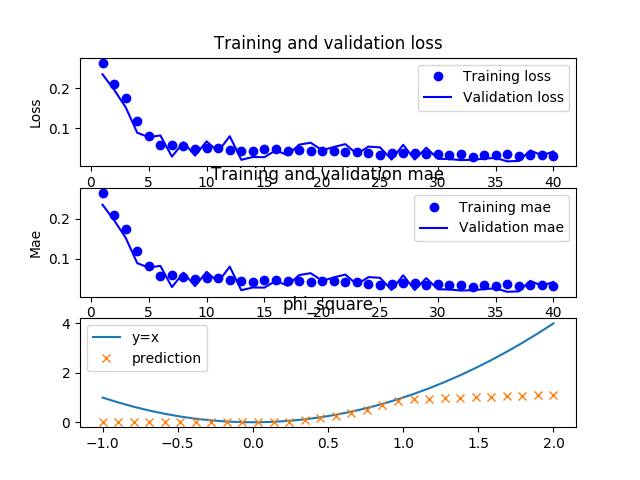 Training and validation loss
Loss
0.2
0.1
Training loss
Validation loss
0 5 10 15 20 25 30 35 40
Training and validation mae
Mae
0.2
0.1
Training mae
Validation mae
0 5 10 15 20 25 30 35 40
phi_square
4
2
0
y=x
prediction
−1.0 −0.5 0.0 0.5 1.0 1.5 2.0